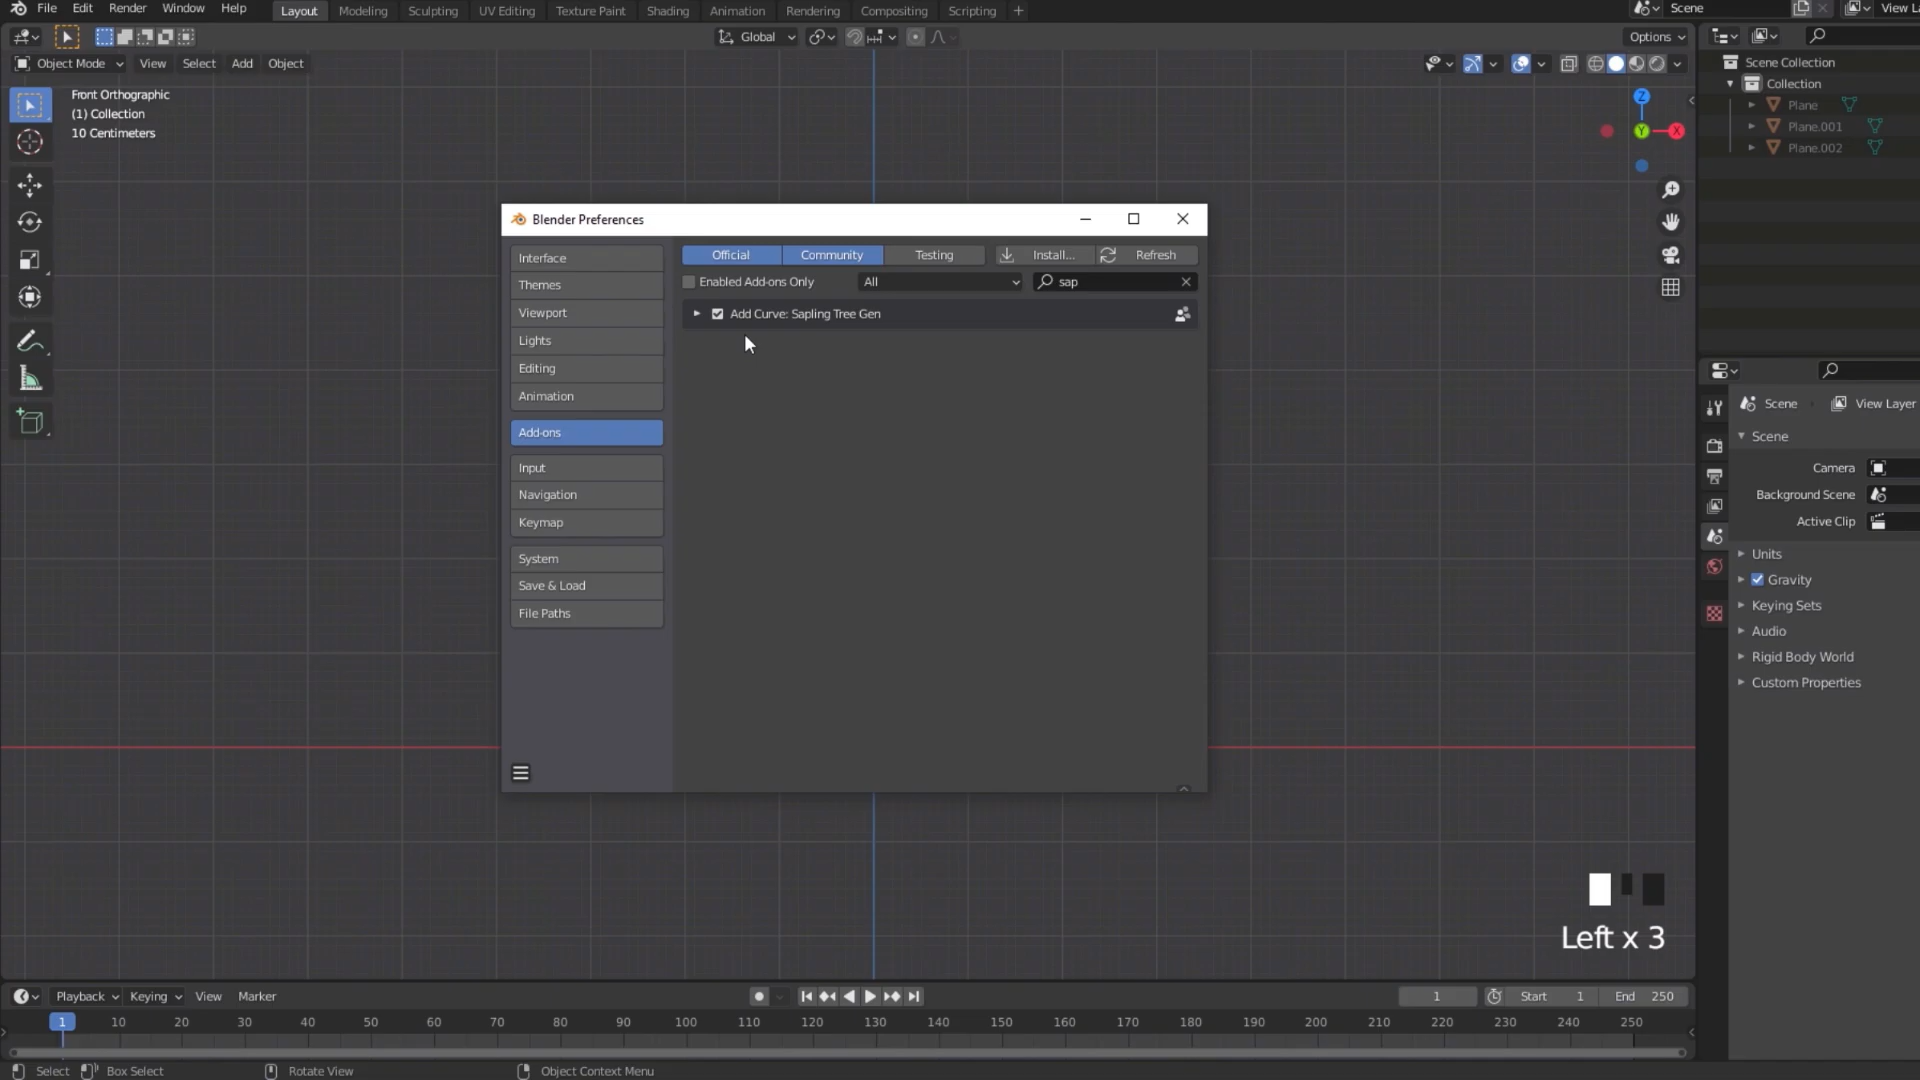 File Edit Render Window Help Layout Modeling Sculpting UV Editing Texture Paint Shading Animation Rendering Compositing Scripting + Scene View La
Global Options
Object Mode View Select Add Object
Front Orthographic
(1) Collection
10 Centimeters
Z
Y
X
Scene Collection
Collection
Plane
Plane.001
Plane.002
Blender Preferences
Interface
Themes
Viewport
Lights
Editing
Animation
Add-ons
Input
Navigation
Keymap
System
Save & Load
File Paths
Official Community Testing Install... Refresh
Enabled Add-ons Only All sap
Add Curve: Sapling Tree Gen
Scene View Layer
Scene
Camera
Background Scene
Active Clip
Units
Gravity
Keying Sets
Audio
Rigid Body World
Custom Properties
Left x 3
Playback Keying View Marker 1 Start 1 End 250
1 10 20 30 40 50 60 70 80 90 100 110 120 130 140 150 160 170 180 190 200 210 220 230 240 250
Select Box Select Rotate View Object Context Menu